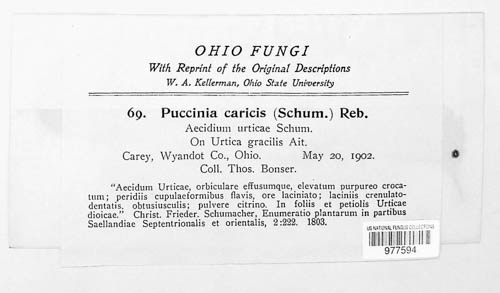 OHIO FUNGI
With Reprint of the Original Descriptions
W. A. Kellerman, Ohio State University
69. Puccinia caricis (Schum.) Reb.
Aecidium urticae Schum.
On Urtica gracilis Ait.
Carey, Wyandot Co., Ohio. May 20, 1902.
Coll. Thos. Bonser.
"Aecidum Urticae, orbiculare effusumque, elevatum purpureo croca-
tum; peridiis cupulaeformibus flavis, ore laciniato; laciniis crenulato-
dentatis, obtusiusculis; pulvere citrino. In foliis et petiolis Urticae
dioicae." Christ. Frieder. Schumacher, Enumeratio plantarum in partibus
Saellandiae Septentrionalis et orientalis, 2:222. 1803.
US NATIONAL FUNGUS COLLECTIONS
977594